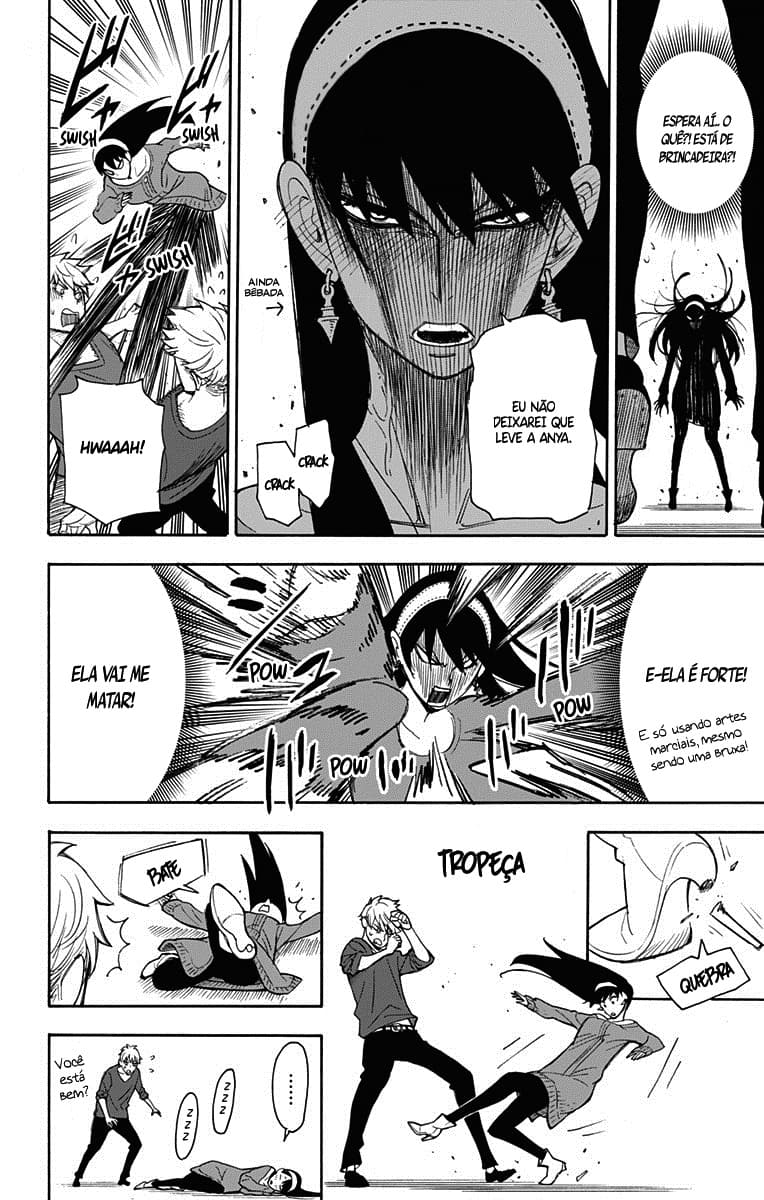 ESPERA AÍ.. O
QUÊ?! ESTÁ DE
BRINCADEIRA?!
AINDA
BÊBADA
→
EU NÃO
DEIXAREI QUE
LEVE A ANYA.
CRACK
CRACK
SWISH
SWISH
SWISH
HWAAAH!
E-ELA É FORTE!
E só usando artes
marciais, mesmo
sendo uma Bruxa!
POW
POW
POW
POW
ELA VAI ME
MATAR!
QUEBRA
TROPEÇA
BATE
......
Z
Z
Z
Z
Z
Z
Você
está
Bem?